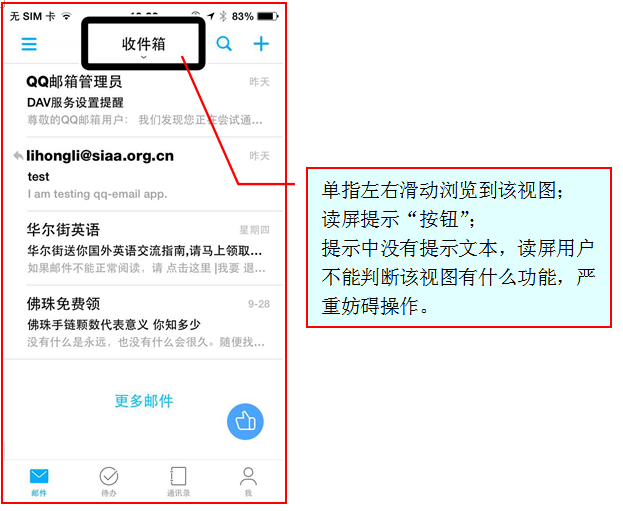 无 SIM 卡 83%
收件箱
QQ邮箱管理员 昨天
DAV服务设置提醒
尊敬的QQ邮箱用户： 我们发现您正在尝试通...
lihongli@siaa.org.cn 昨天
test
I am testing qq-email app.
华尔街英语 星期四
华尔街送你国外英语交流指南,请马上领取...
如果邮件不能正常阅读，请 点击这里 |我要 退...
佛珠免费领 9-28
佛珠手链颗数代表意义 你知多少
没有什么是永远，也没有什么会很久。随便找...
更多邮件
邮件 待办 通讯录 我
单指左右滑动浏览到该视图；
读屏提示“按钮”；
提示中没有提示文本，读屏用户
不能判断该视图有什么功能，严
重妨碍操作。